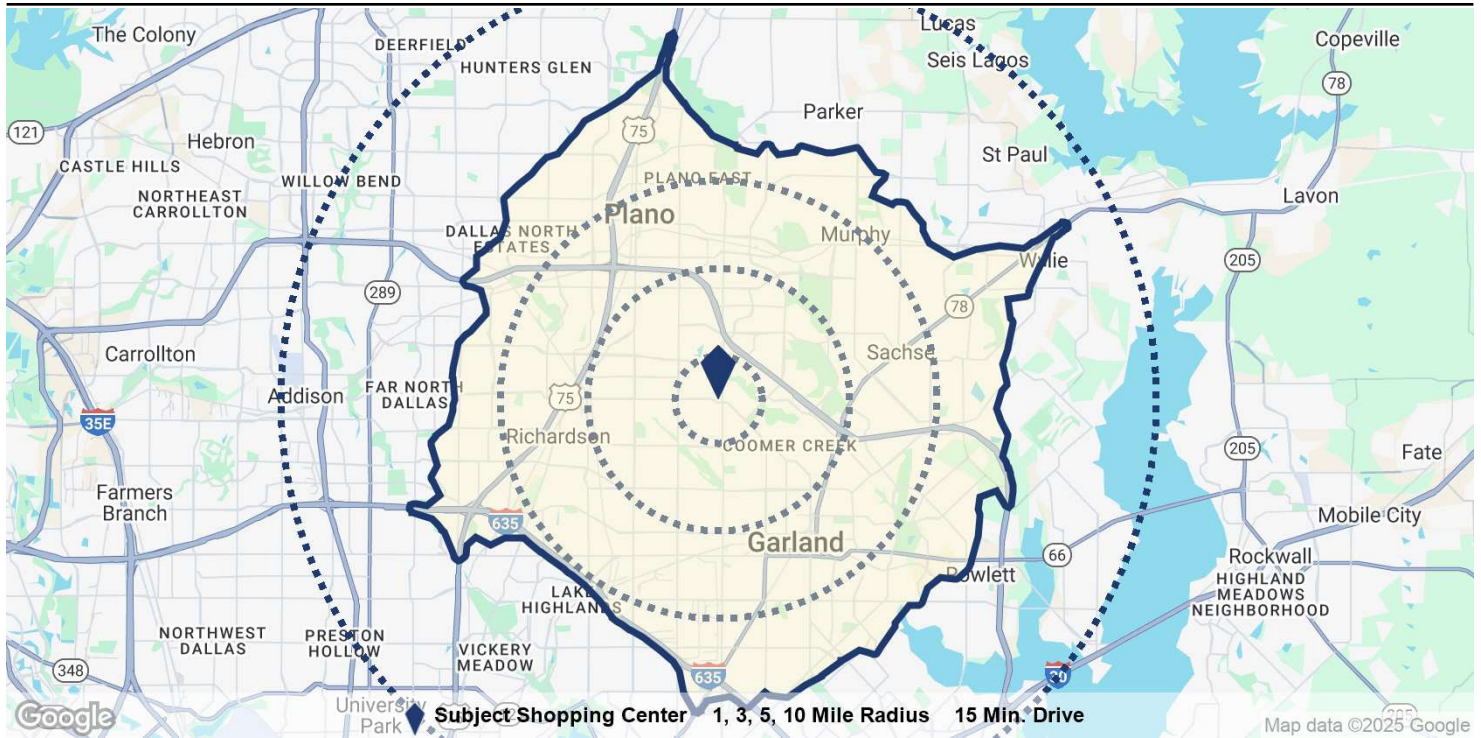 Lucas
The Colony
DEERFIELD
Copeville
HUNTERS GLEN
Seis Lagos
78
Parker
121
75
Hebron
St Paul
CASTLE HILLS
PLANO EAST
WILLOW BEND
Lavon
NORTHEAST
CARROLLTON
Plano
205
DALLAS NORTH
ESTATES
Murphy
Wylie
289
78
Carrollton
Sachse
FAR NORTH
DALLAS
Addison
75
35E
Richardson
COOMER CREEK
205
Fate
Farmers
Branch
635
Mobile City
Garland
66
Rockwall
Rowlett
HIGHLAND
MEADOWS
NEIGHBORHOOD
LAKE
HIGHLANDS
NORTHWEST
DALLAS
PRESTON
HOLLOW
VICKERY
MEADOW
348
635
30
University
Park
205
Google
Subject Shopping Center 1, 3, 5, 10 Mile Radius 15 Min. Drive
Map data ©2025 Google